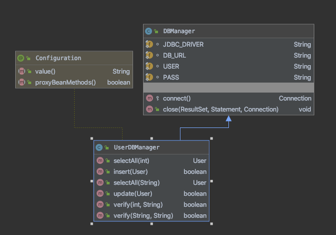 DBManager
JDBC_DRIVER String
DB_URL String
USER String
PASS String
connect() Connection
close(ResultSet, Statement, Connection) void
Configuration
value() String
proxyBeanMethods() boolean
UserDBManager
selectAll(int) User
insert(User) boolean
selectAll(String) User
update(User) boolean
verify(int, String) boolean
verify(String, String) boolean